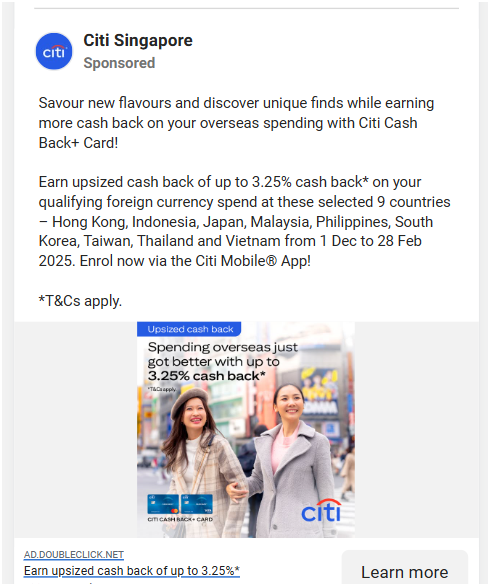 citi
Citi Singapore
Sponsored
Savour new flavours and discover unique finds while earning
more cash back on your overseas spending with Citi Cash
Back+ Card!
Earn upsized cash back of up to 3.25% cash back* on your
qualifying foreign currency spend at these selected 9 countries
– Hong Kong, Indonesia, Japan, Malaysia, Philippines, South
Korea, Taiwan, Thailand and Vietnam from 1 Dec to 28 Feb
2025. Enrol now via the Citi Mobile® App!
*T&Cs apply.
Upsized cash back
Spending overseas just
got better with up to
3.25% cash back*
*T&Cs apply
CITI CASH BACK+ CARD
citi
AD.DOUBLECLICK.NET
Earn upsized cash back of up to 3.25%*
Learn more